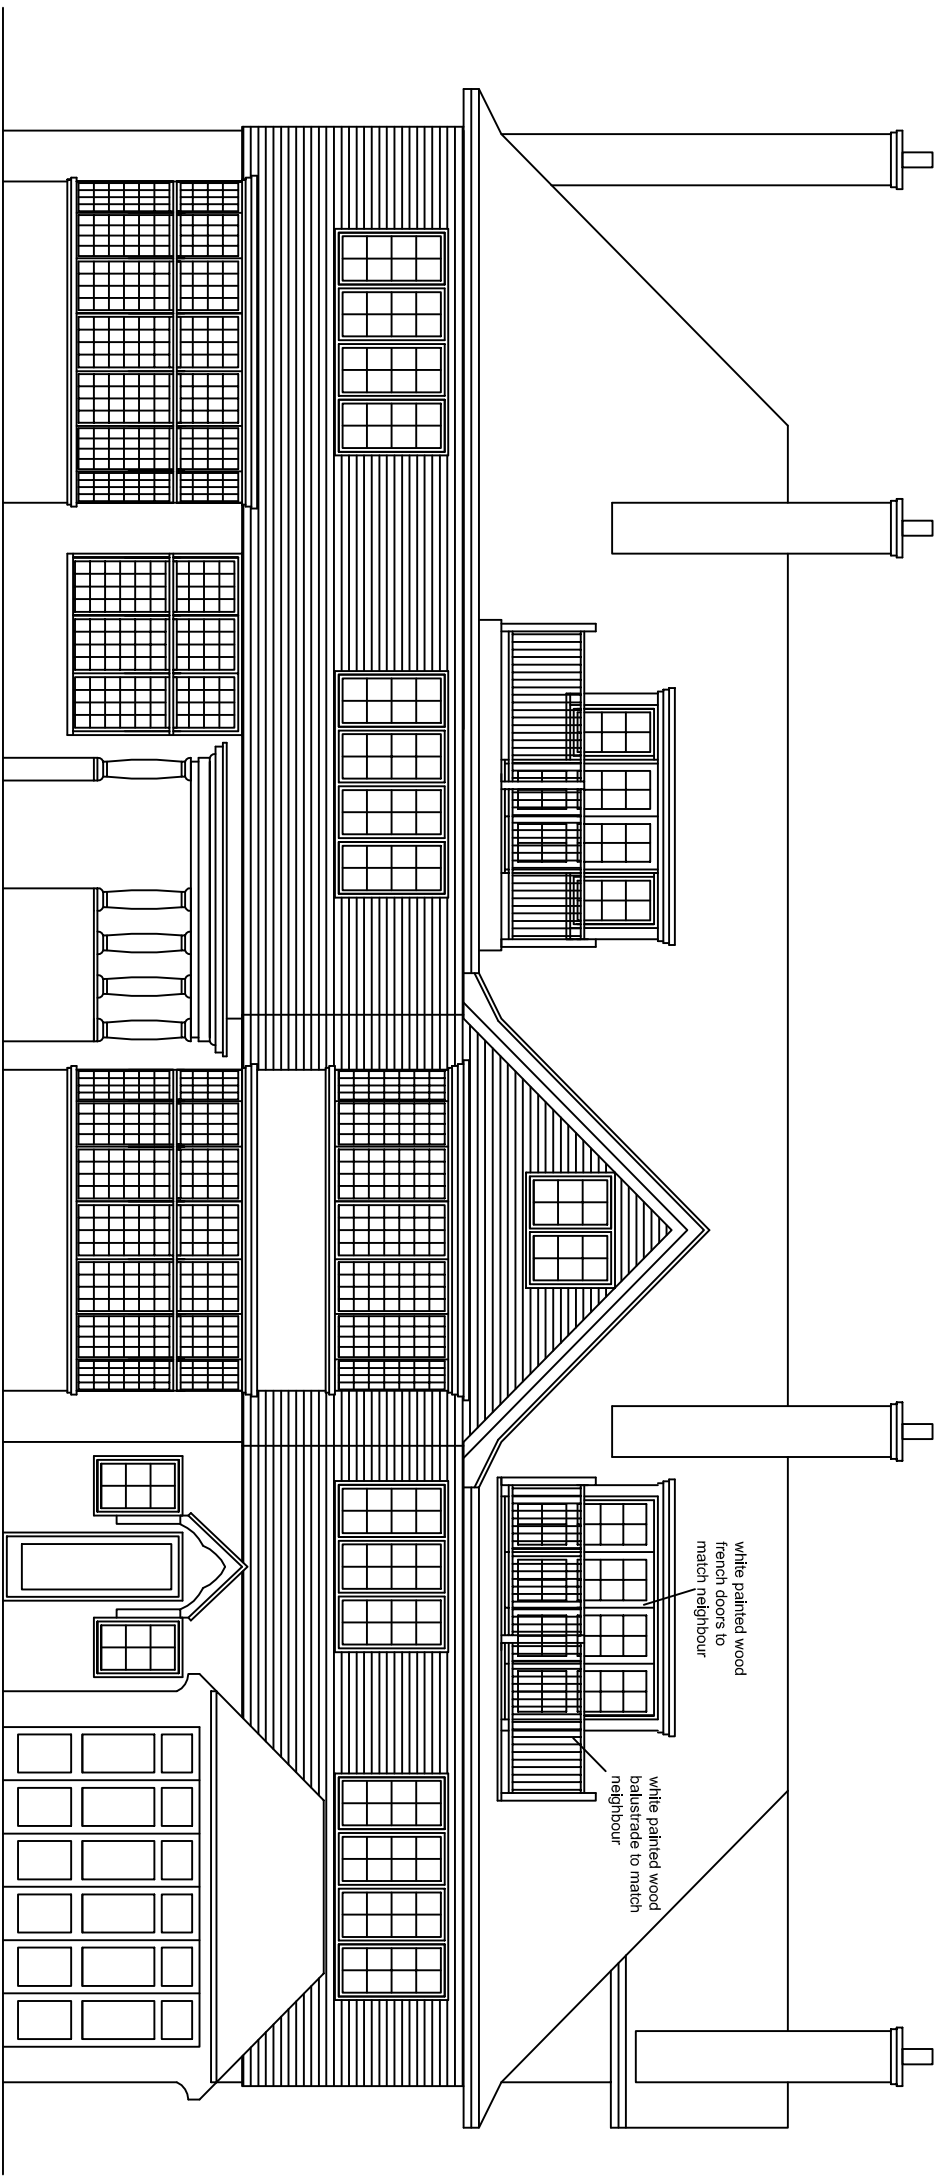 white painted wood
french doors to
match neighbour
white painted wood
balustrade to match
neighbour